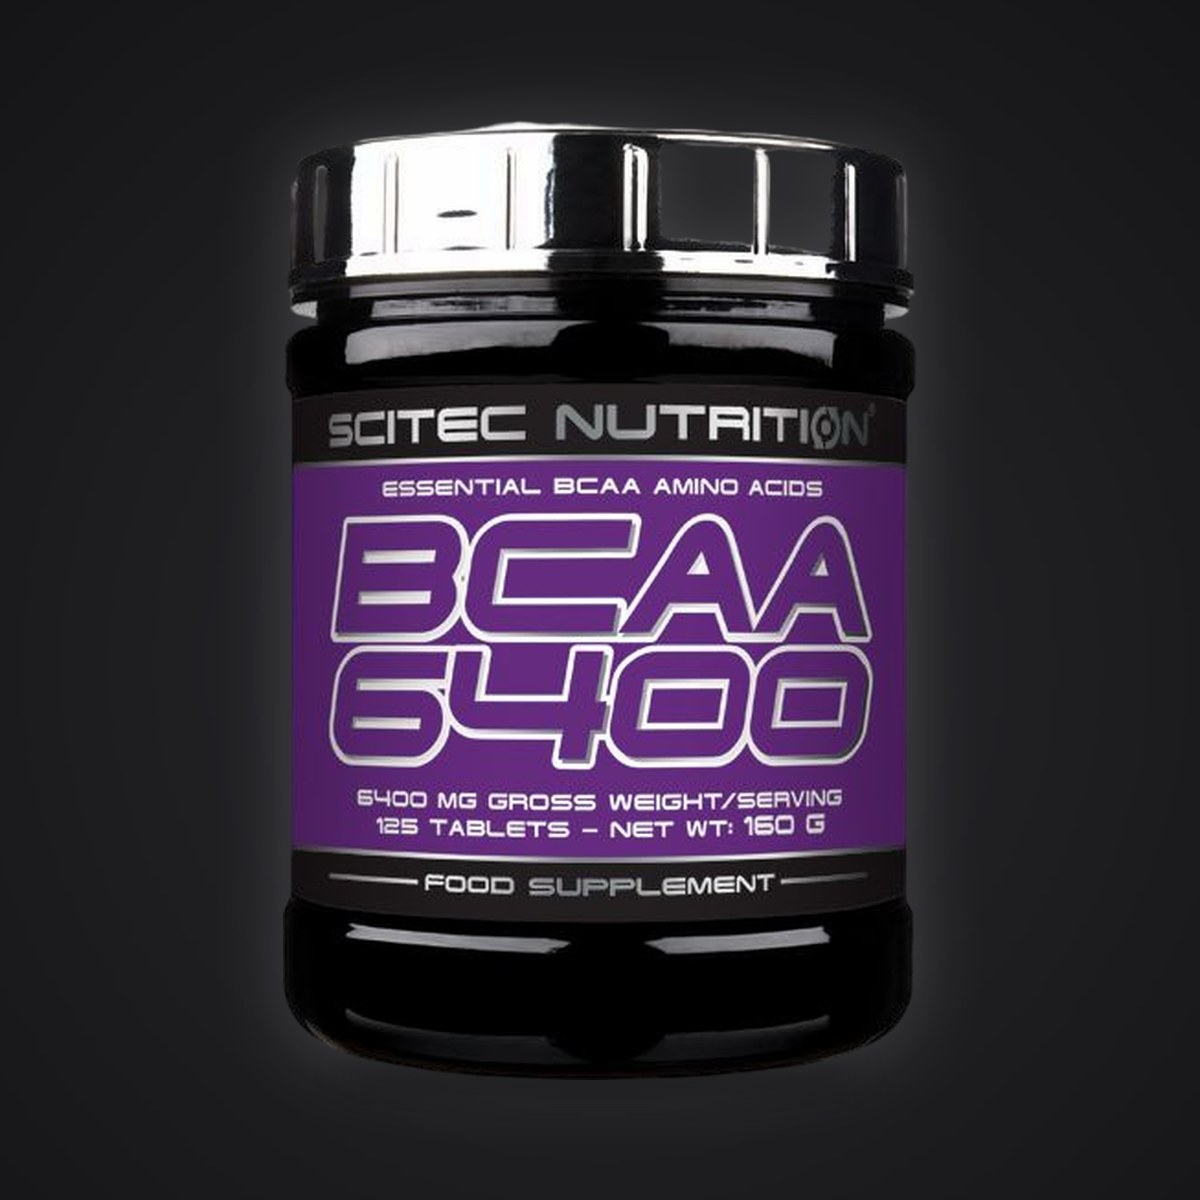 SCITEC NUTRITION®
ESSENTIAL BCAA AMINO ACIDS
BCAA
6400
6400 MG GROSS WEIGHT/SERVING
125 TABLETS – NET WT: 160 G
FOOD SUPPLEMENT